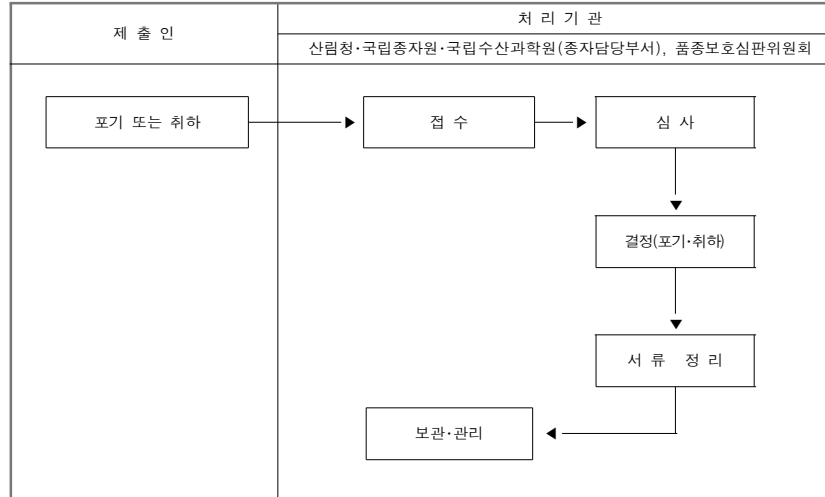 제 출 인
처 리 기 관
산림청·국립종자원·국립수산과학원(종자담당부서), 품종보호심판위원회
포기 또는 취하
접 수
심 사
결정(포기·취하)
서 류 정 리
보관·관리